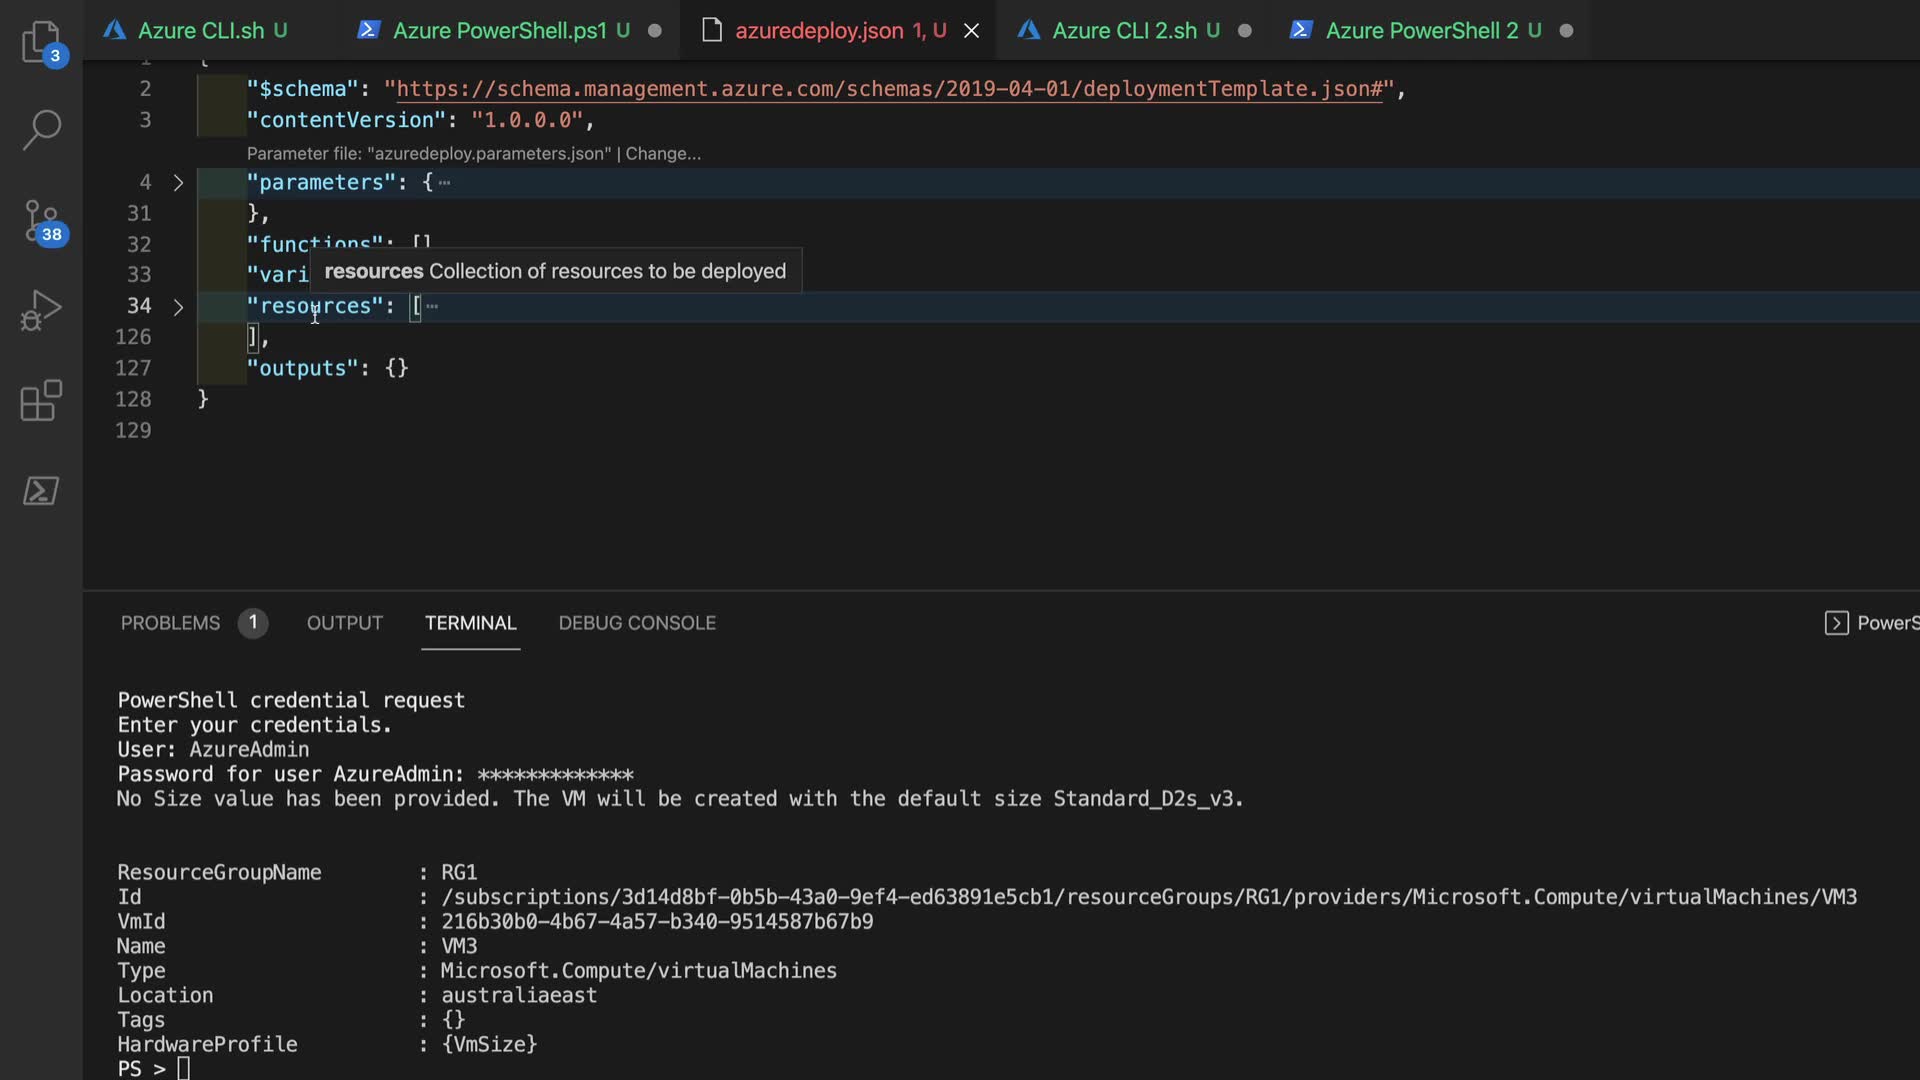 3
Azure CLI.sh U
Azure PowerShell.ps1 U
azuredeploy.json 1, U
Azure CLI 2.sh U
Azure PowerShell 2 U
38
1 {
2 "$schema": "https://schema.management.azure.com/schemas/2019-04-01/deploymentTemplate.json#",
3 "contentVersion": "1.0.0.0",
Parameter file: "azuredeploy.parameters.json" | Change...
4 "parameters": {⋯
31 },
32 "functions": []
33 "vari
resources Collection of resources to be deployed
34 "resources": [⋯
126 ],
127 "outputs": {}
128 }
129
PROBLEMS 1 OUTPUT TERMINAL DEBUG CONSOLE PowerS
PowerShell credential request
Enter your credentials.
User: AzureAdmin
Password for user AzureAdmin: *************
No Size value has been provided. The VM will be created with the default size Standard_D2s_v3.
ResourceGroupName : RG1
Id : /subscriptions/3d14d8bf-0b5b-43a0-9ef4-ed63891e5cb1/resourceGroups/RG1/providers/Microsoft.Compute/virtualMachines/VM3
VmId : 216b30b0-4b67-4a57-b340-9514587b67b9
Name : VM3
Type : Microsoft.Compute/virtualMachines
Location : australiaeast
Tags : {}
HardwareProfile : {VmSize}
PS >